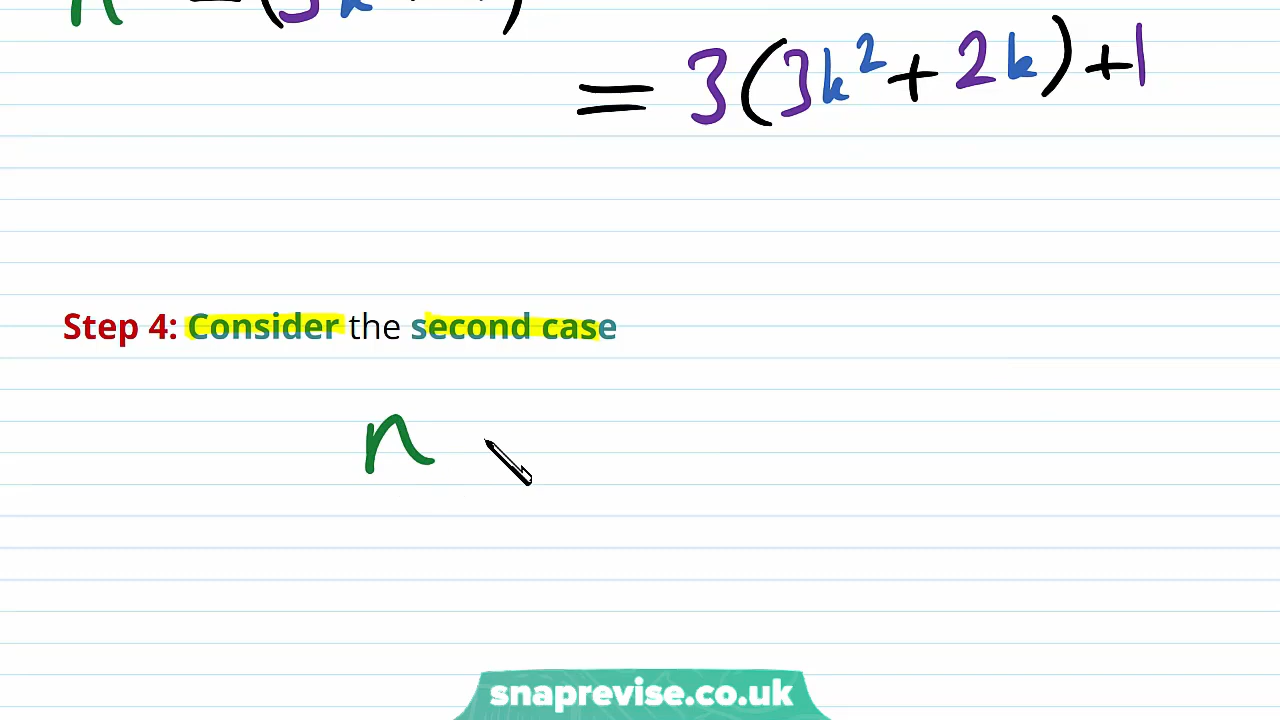 = 3(3k² + 2k) + 1
Step 4: Consider the second case
n
snaprevise.co.uk